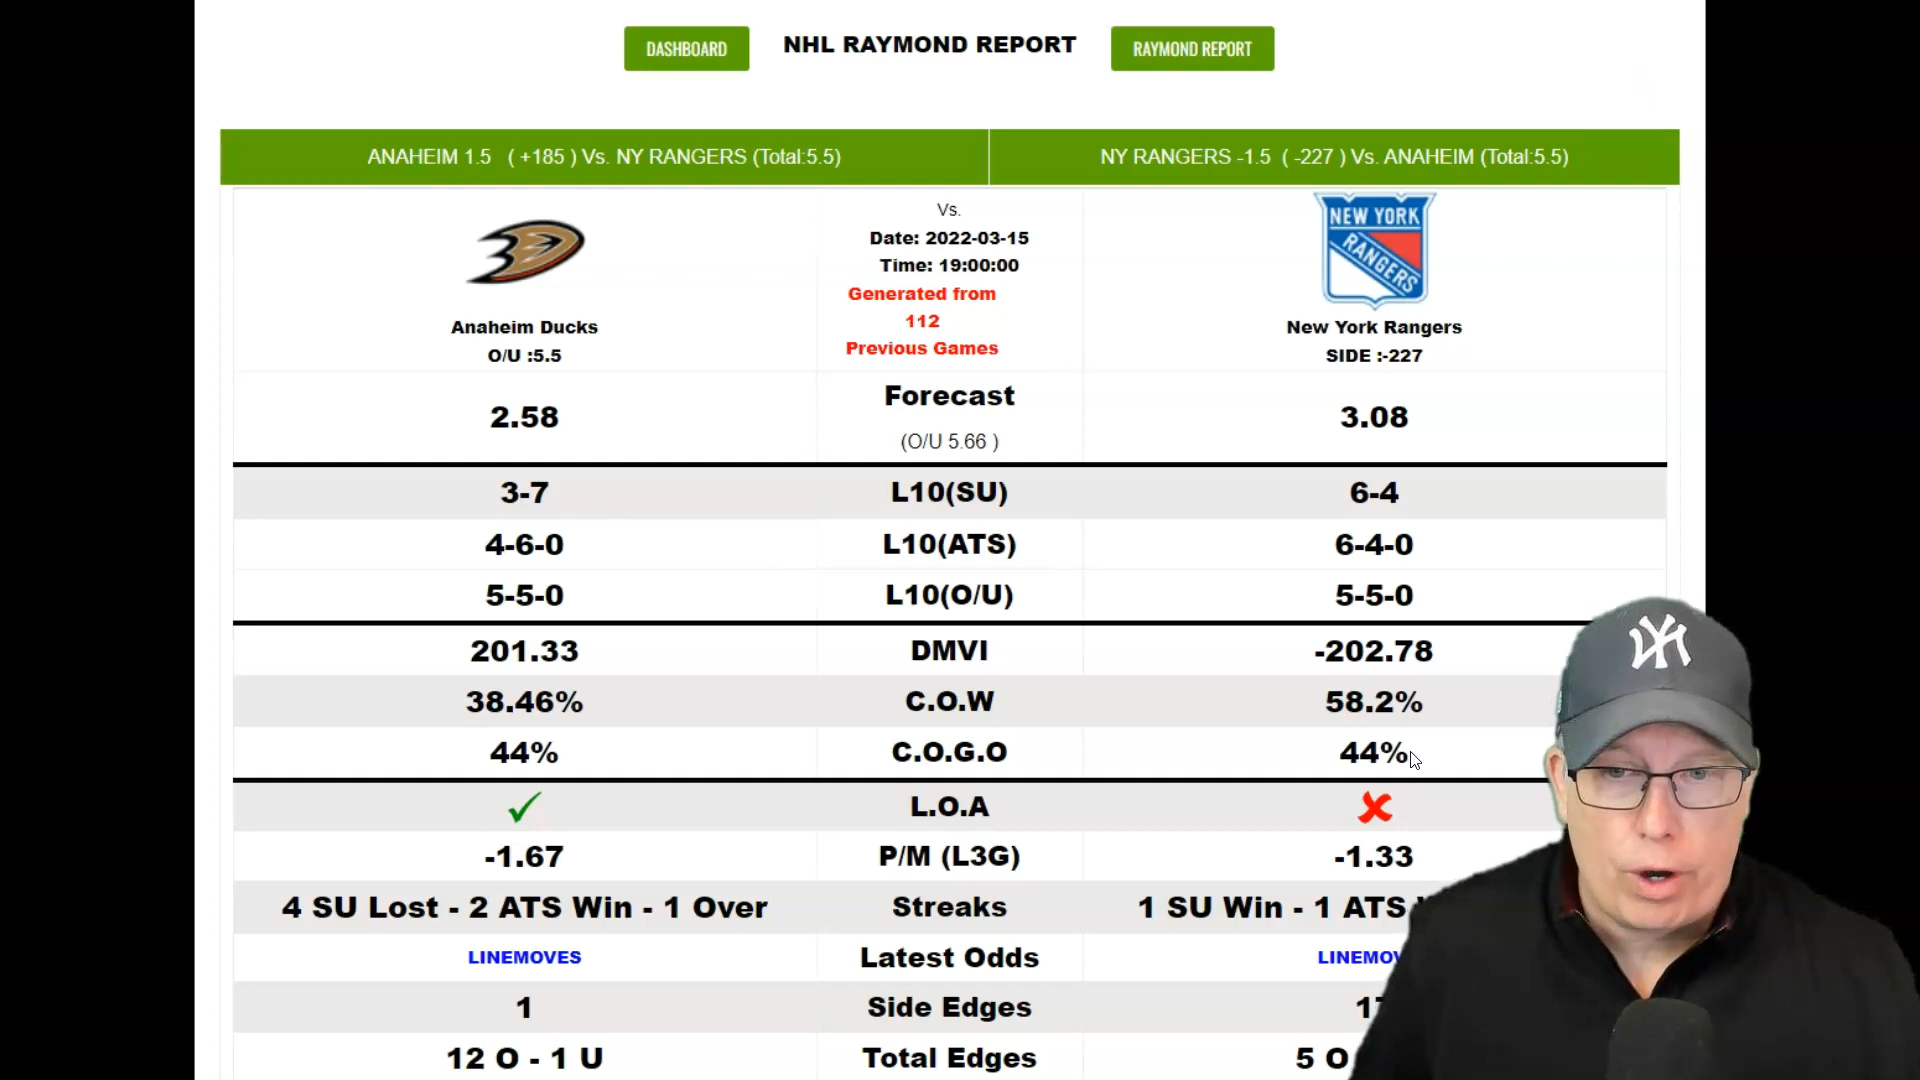 DASHBOARD
NHL RAYMOND REPORT
RAYMOND REPORT
ANAHEIM 1.5 ( +185 ) Vs. NY RANGERS (Total:5.5)
NY RANGERS -1.5 ( -227 ) Vs. ANAHEIM (Total:5.5)
Vs.
Date: 2022-03-15
Time: 19:00:00
Generated from
112
Previous Games
NEW YORK
RANGERS
Anaheim Ducks
O/U :5.5
New York Rangers
SIDE :-227
2.58
Forecast
(O/U 5.66 )
3.08
3-7
L10(SU)
6-4
4-6-0
L10(ATS)
6-4-0
5-5-0
L10(O/U)
5-5-0
201.33
DMVI
-202.78
38.46%
C.O.W
58.2%
44%
C.O.G.O
44%
L.O.A
-1.67
P/M (L3G)
-1.33
4 SU Lost - 2 ATS Win - 1 Over
Streaks
1 SU Win - 1 ATS
LINEMOVES
Latest Odds
1
Side Edges
12 O - 1 U
Total Edges
5 O
NY